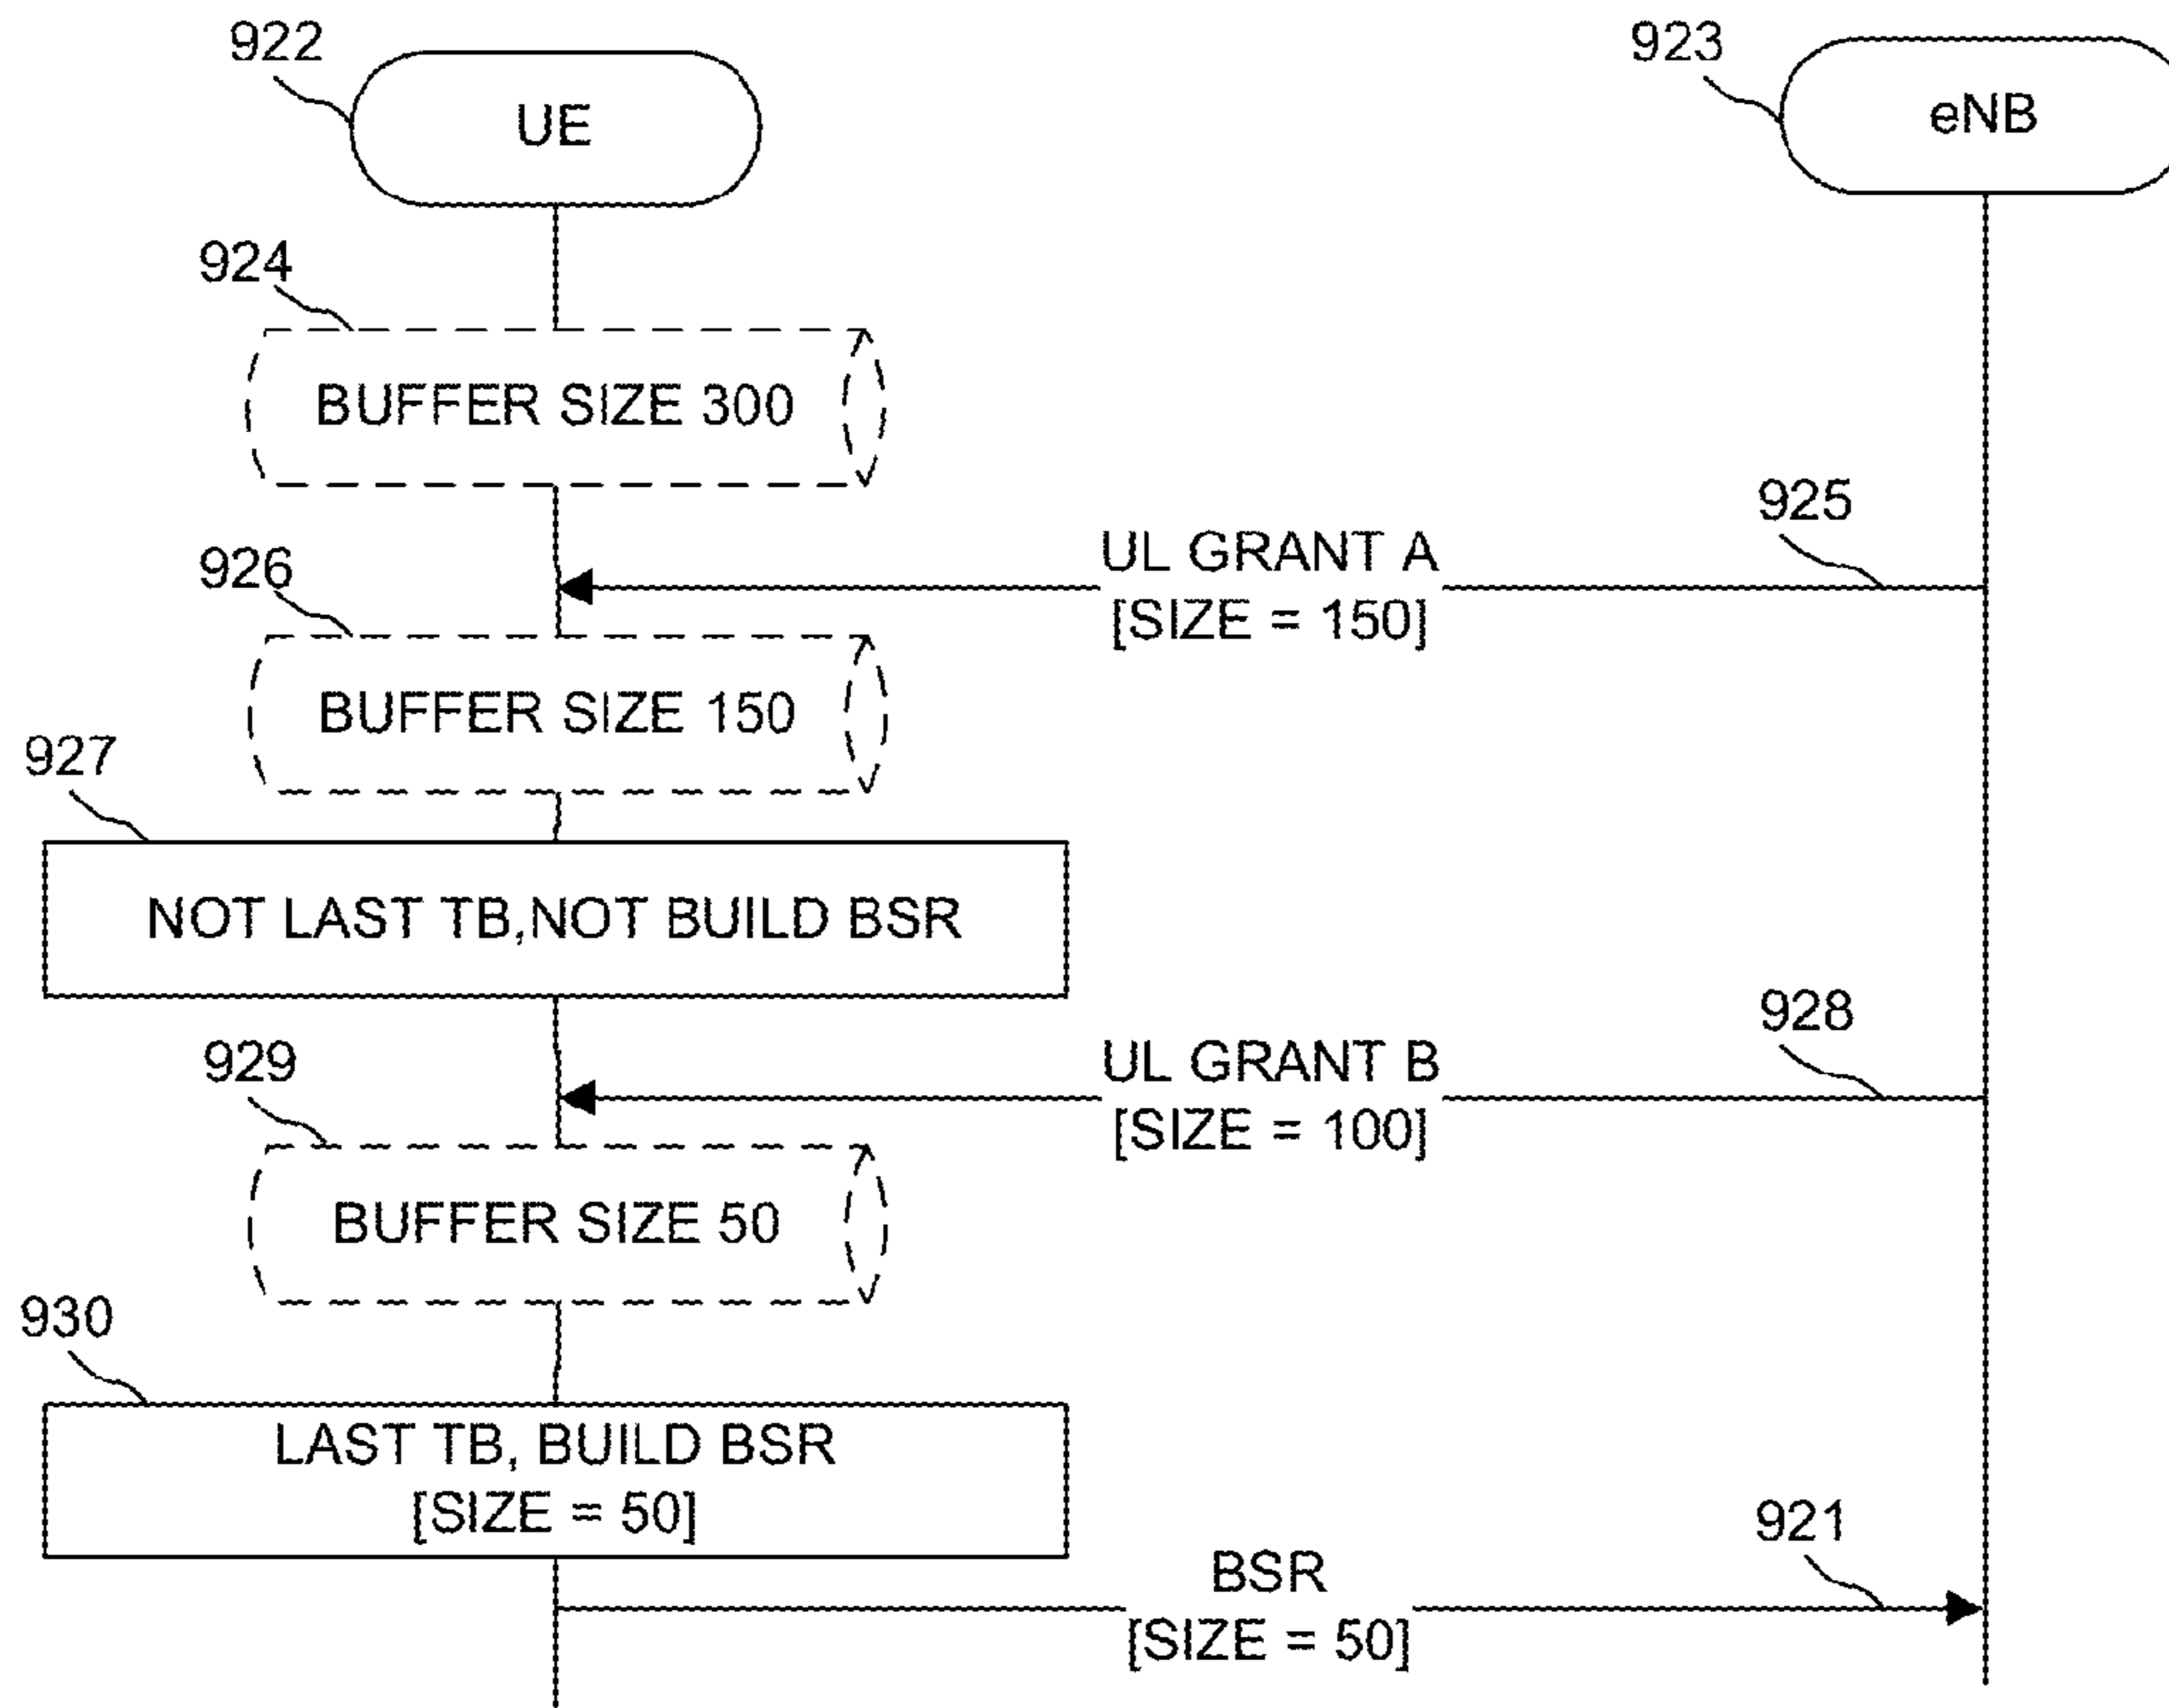 922
UE
923
eNB
924
BUFFER SIZE 300
925
UL GRANT A
[SIZE = 150]
926
BUFFER SIZE 150
927
NOT LAST TB,NOT BUILD BSR
928
UL GRANT B
[SIZE = 100]
929
BUFFER SIZE 50
930
LAST TB, BUILD BSR
[SIZE = 50]
921
BSR
[SIZE = 50]